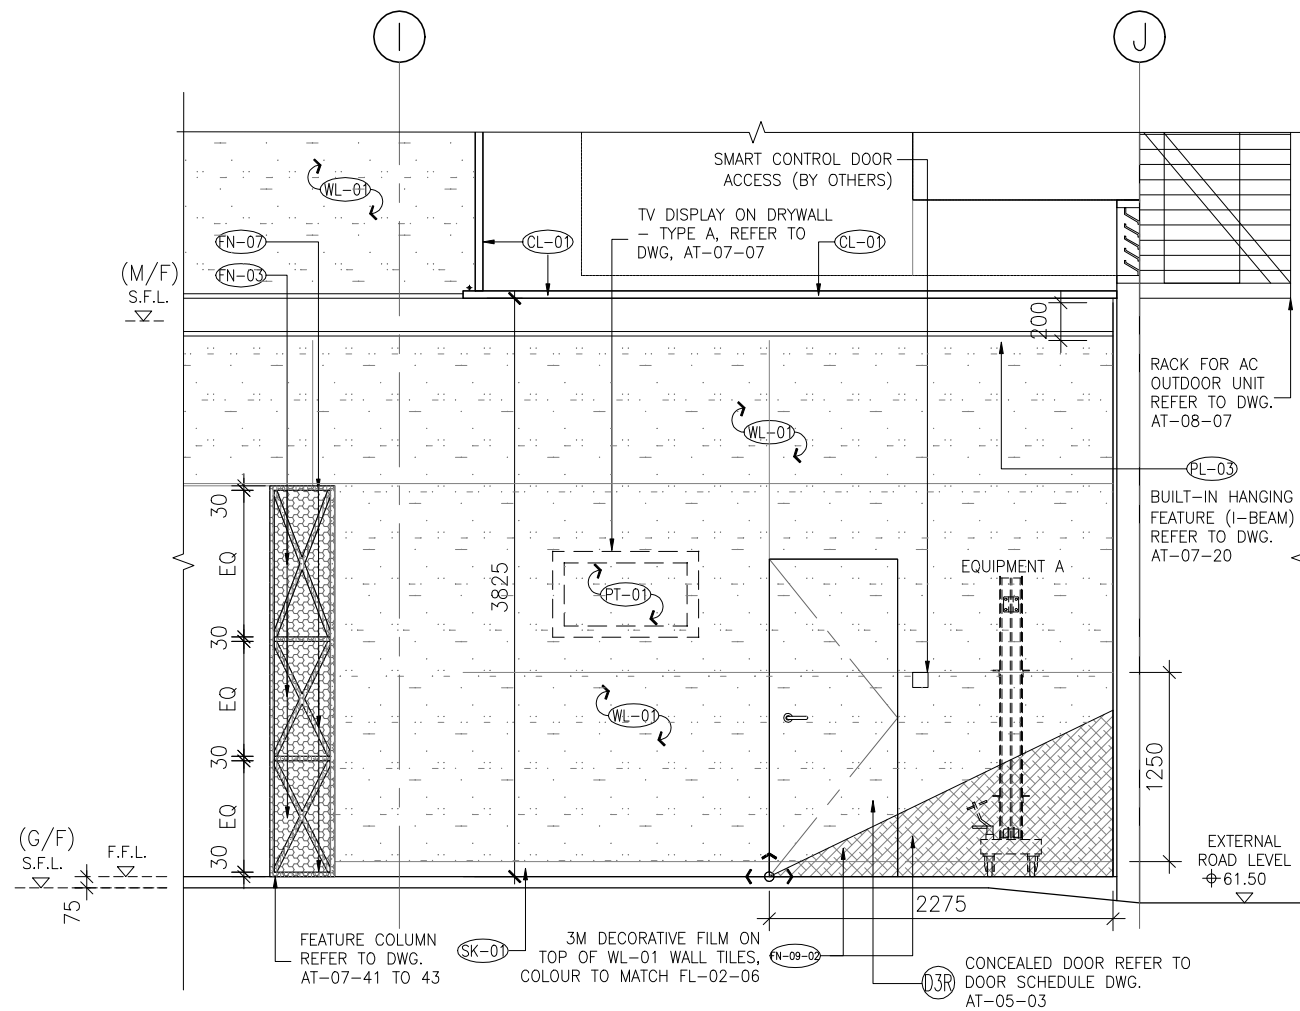 I
J
SMART CONTROL DOOR
ACCESS (BY OTHERS)
WL-01
TV DISPLAY ON DRYWALL
- TYPE A, REFER TO
DWG, AT-07-07
FN-07
CL-01
CL-01
FN-03
(M/F)
S.F.L.
200
RACK FOR AC
OUTDOOR UNIT
REFER TO DWG.
AT-08-07
WL-01
PL-03
BUILT-IN HANGING
FEATURE (I-BEAM)
REFER TO DWG.
AT-07-20
30
EQ
3825
PT-01
EQUIPMENT A
30
EQ
WL-01
30
1250
EQ
30
(G/F)
S.F.L.
F.F.L.
75
EXTERNAL
ROAD LEVEL
61.50
2275
FEATURE COLUMN
REFER TO DWG.
AT-07-41 TO 43
SK-01
3M DECORATIVE FILM ON
TOP OF WL-01 WALL TILES,
COLOUR TO MATCH FL-02-06
FN-09-02
D3R
CONCEALED DOOR REFER TO
DOOR SCHEDULE DWG.
AT-05-03